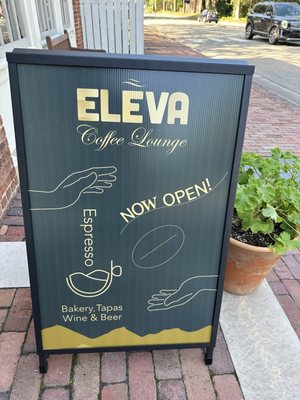 ELEVA
Coffee Lounge
NOW OPEN!
Espresso
Bakery, Tapas
Wine & Beer